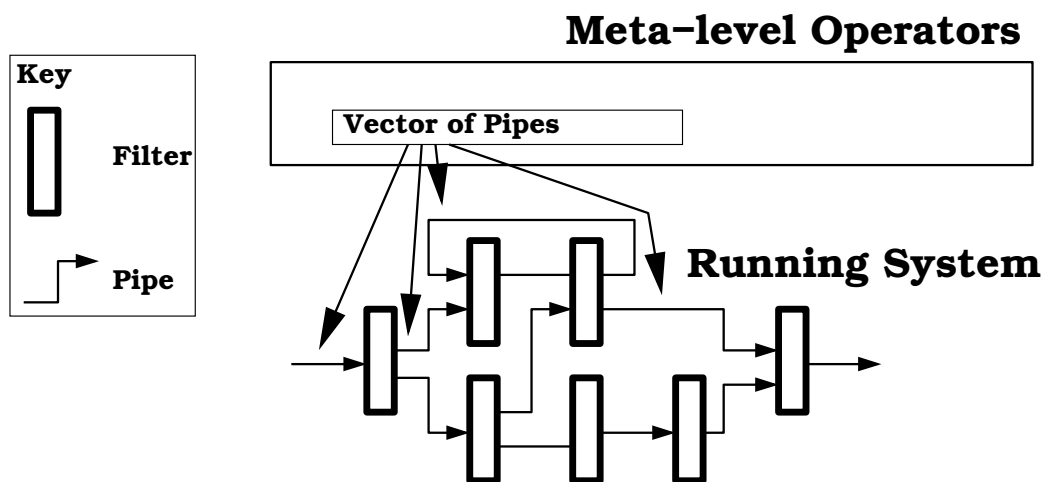 Meta-level Operators
Key
Vector of Pipes
Filter
Running System
Pipe